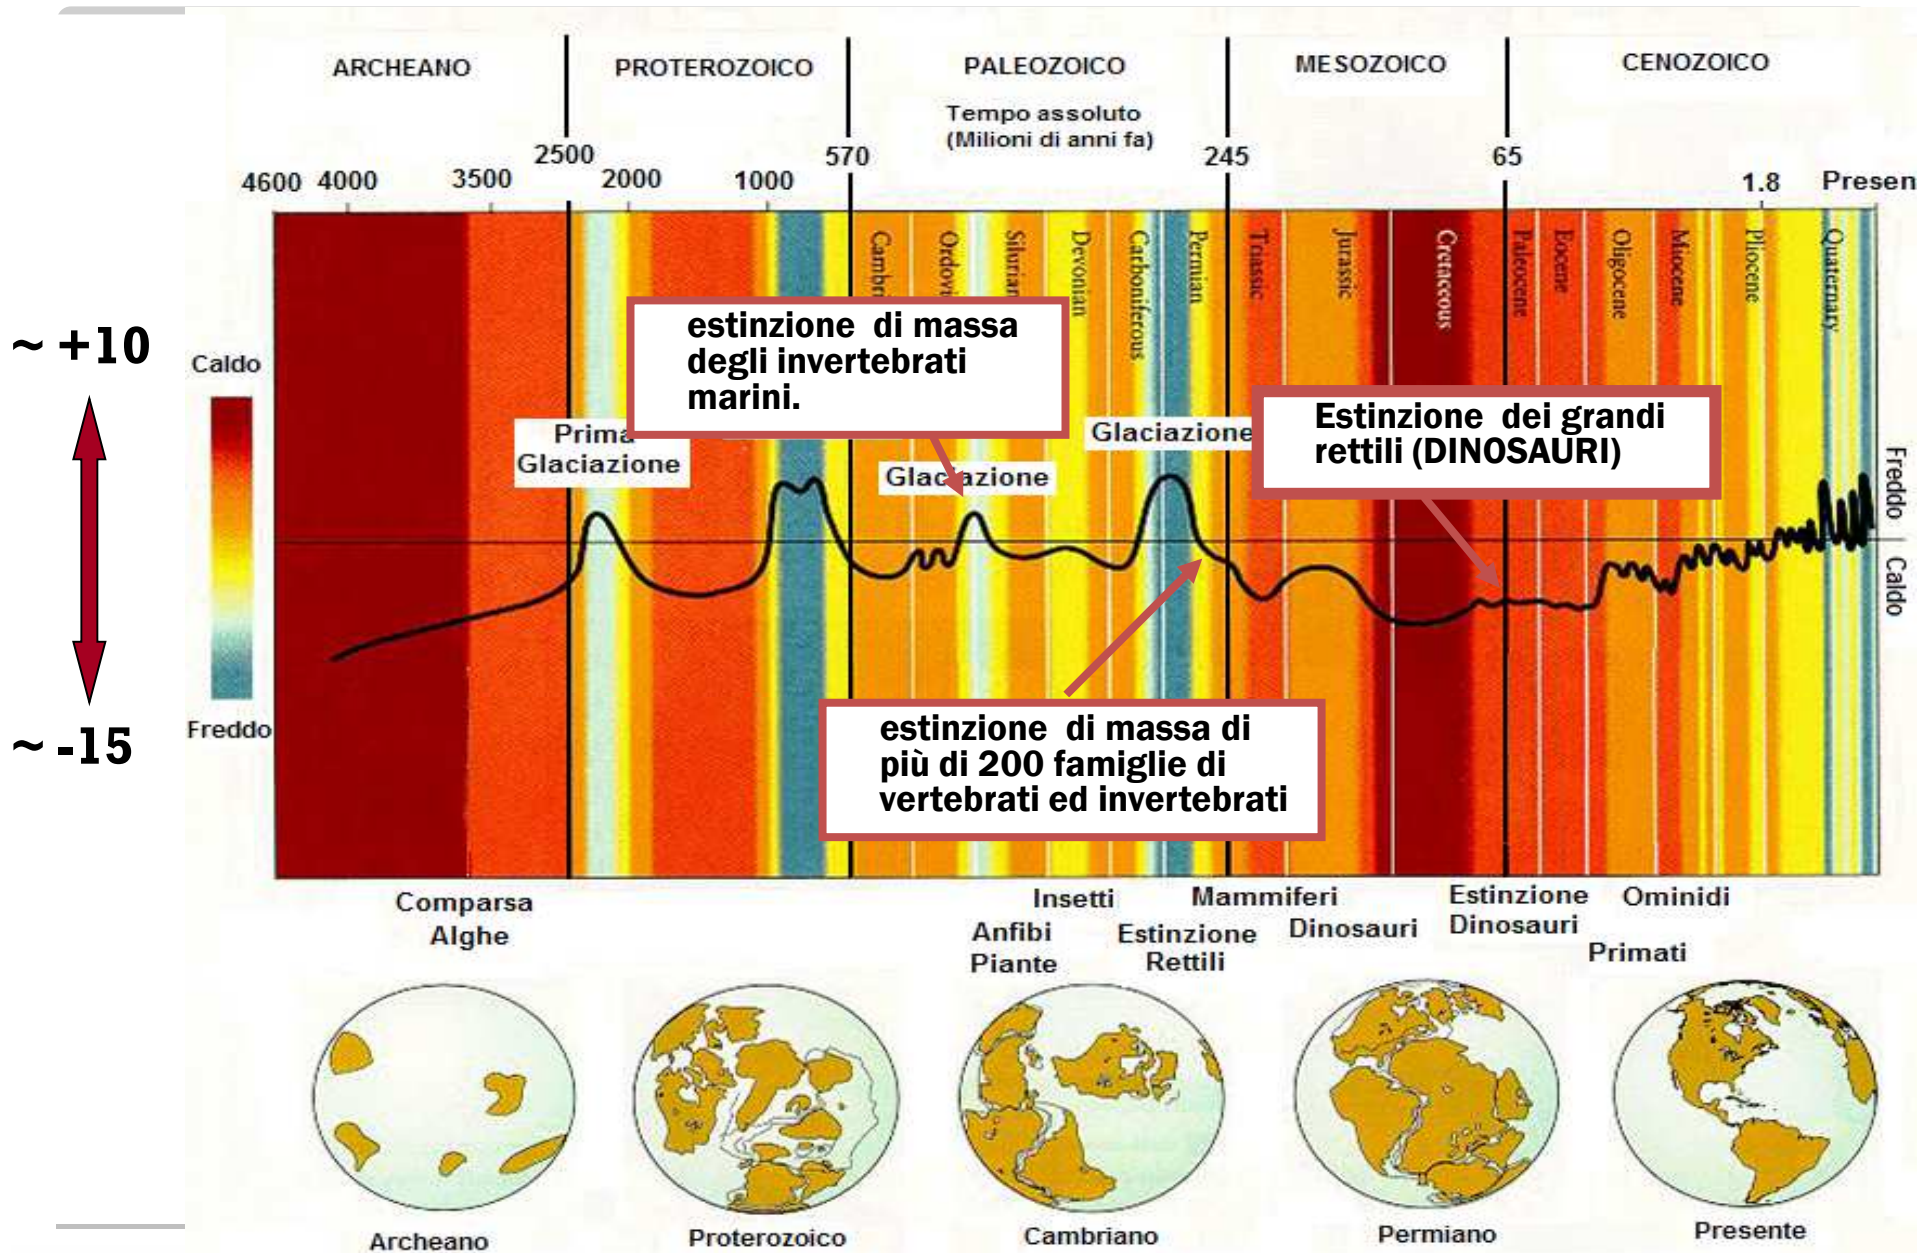 ARCHEANO
PROTEROZOICO
PALEOZOICO
MESOZOICO
CENOZOICO
Tempo assoluto
(Milioni di anni fa)
2500
570
245
65
4600 4000
3500
2000
1000
1.8
Presen
Cambri
Ordovi
Silurian
Devonian
Carboniferous
Permian
Triassic
Jurassic
Cretaceous
Paleocene
Eocene
Oligocene
Miocene
Pliocene
Quaternary
~ +10
Caldo
Freddo
~ -15
estinzione di massa
degli invertebrati
marini.
Prima
Glaciazione
Glaciazione
Glaciazione
Estinzione dei grandi
rettili (DINOSAURI)
Freddo
Caldo
estinzione di massa di
più di 200 famiglie di
vertebrati ed invertebrati
Comparsa
Alghe
Insetti
Anfibi
Piante
Estinzione
Rettili
Mammiferi
Dinosauri
Estinzione
Dinosauri
Ominidi
Primati
Archeano
Proterozoico
Cambriano
Permiano
Presente